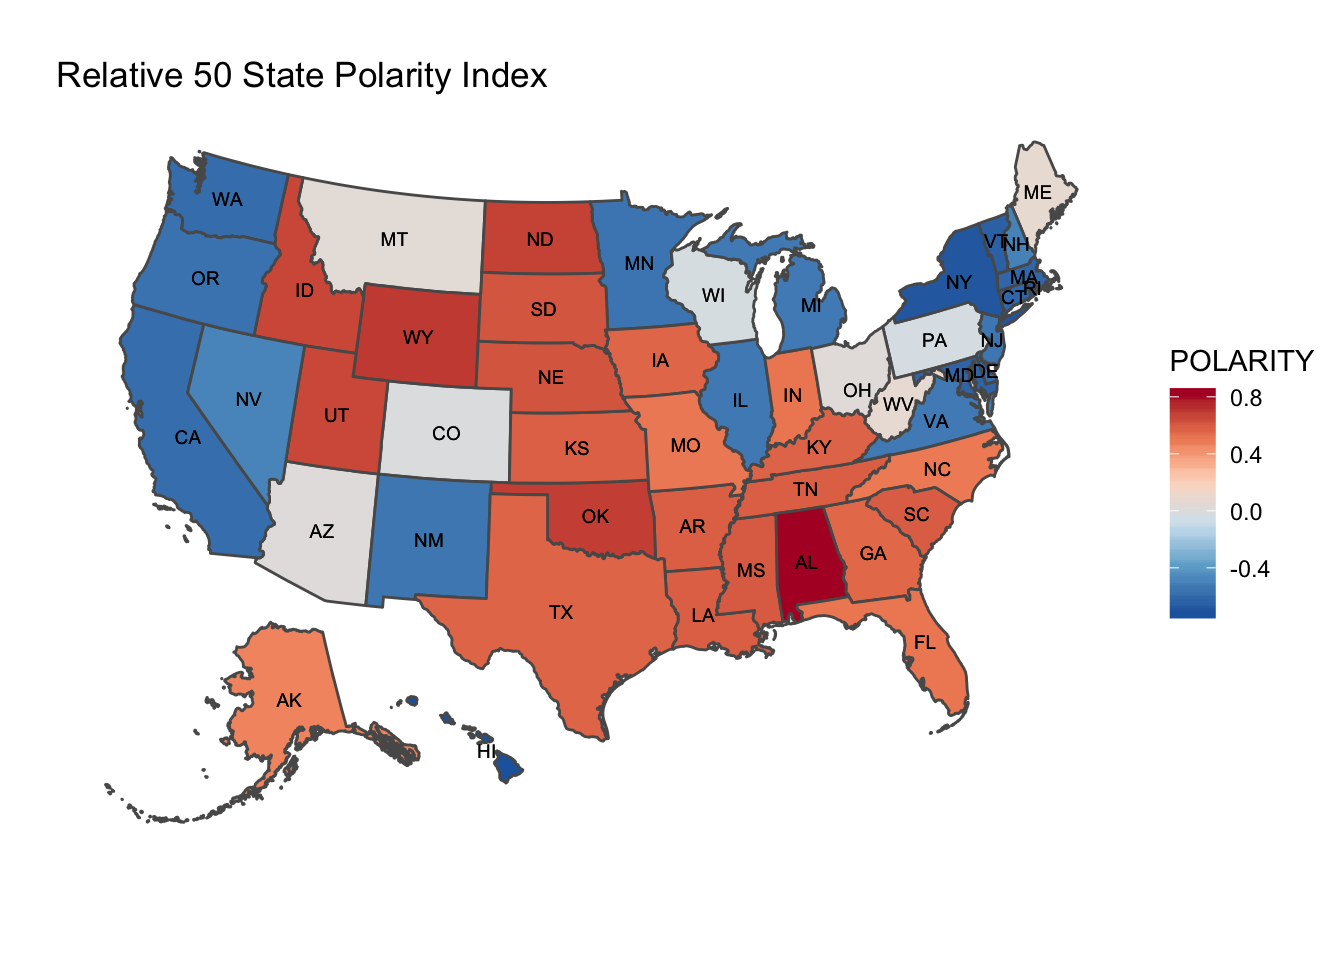 Relative 50 State Polarity Index
WA
MT
ND
MN
ME
VT
NH
OR
ID
SD
WI
MI
NY
MA
RI
CT
WY
IA
PA
NJ
NV
NE
IL
IN
OH
MD
DE
CA
UT
CO
KS
MO
KY
WV
VA
AZ
NM
OK
AR
TN
NC
TX
LA
MS
AL
GA
SC
FL
AK
HI
POLARITY
0.8
0.4
0.0
-0.4